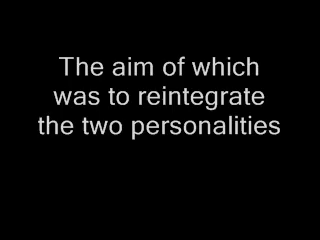 The aim of which
was to reintegrate
the two personalities